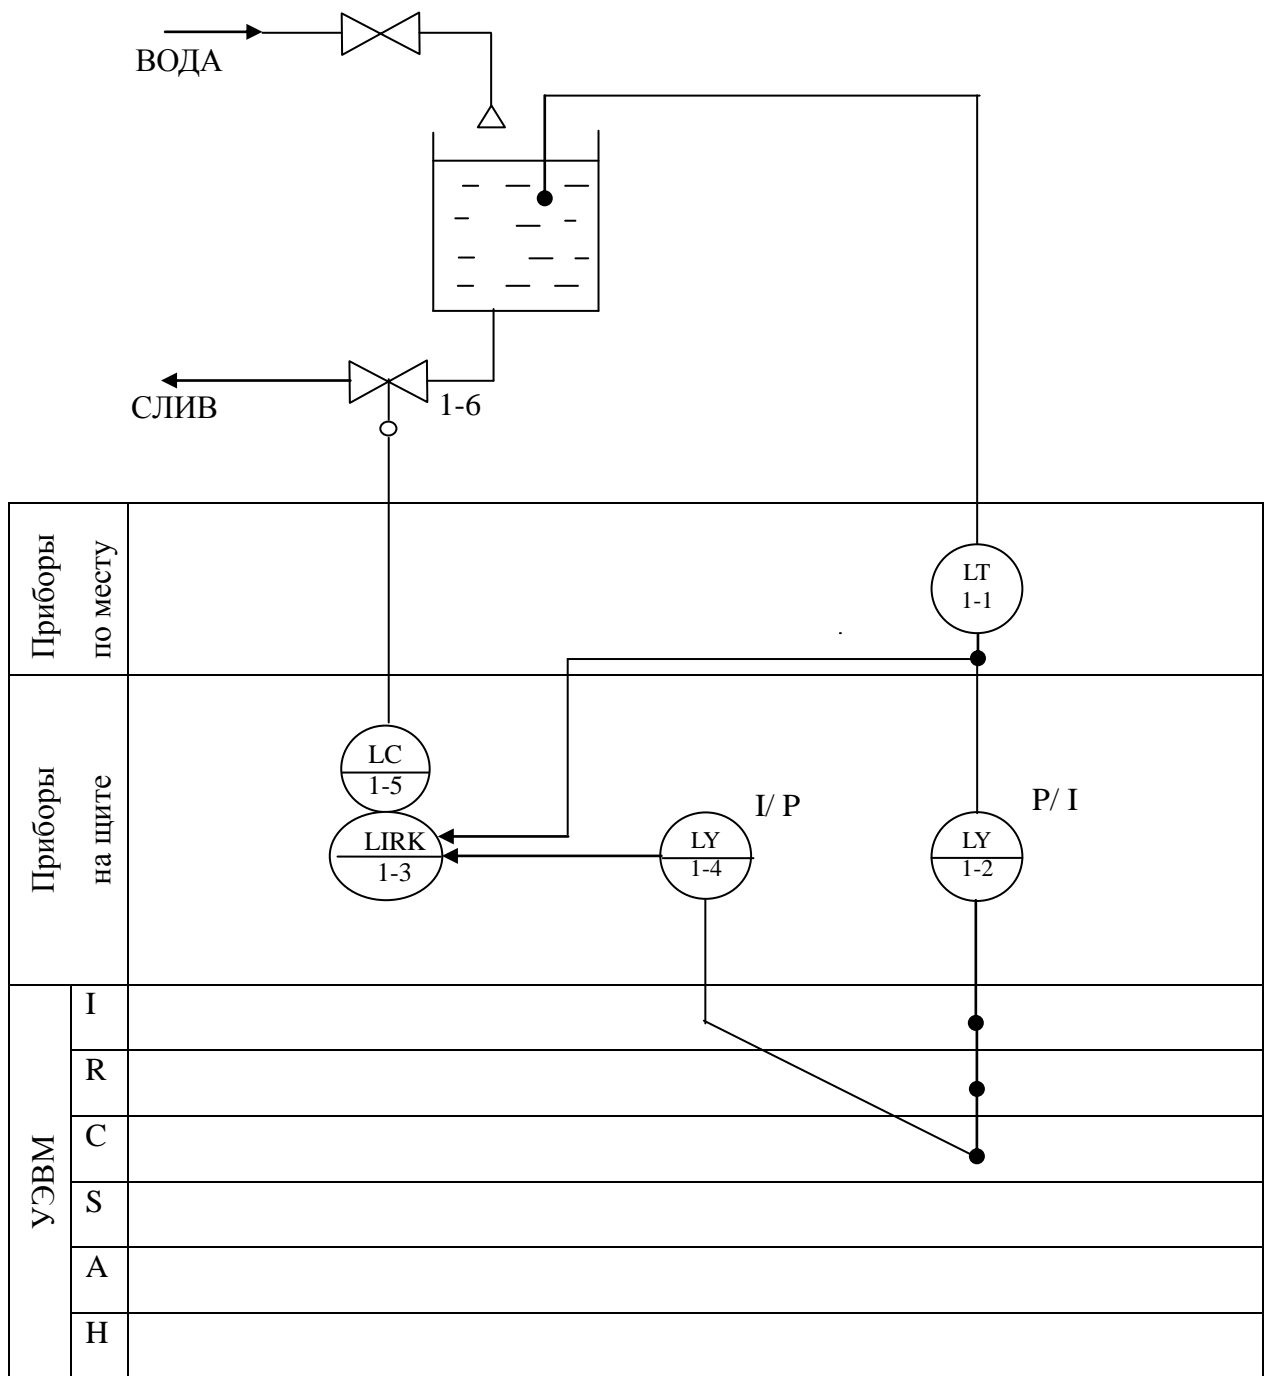 ВОДА
СЛИВ
1-6
Приборы
по месту
LT
1-1
Приборы
на щите
LC
1-5
LIRK
1-3
I/ P
LY
1-4
P/ I
LY
1-2
УЭВМ
I
R
C
S
A
H